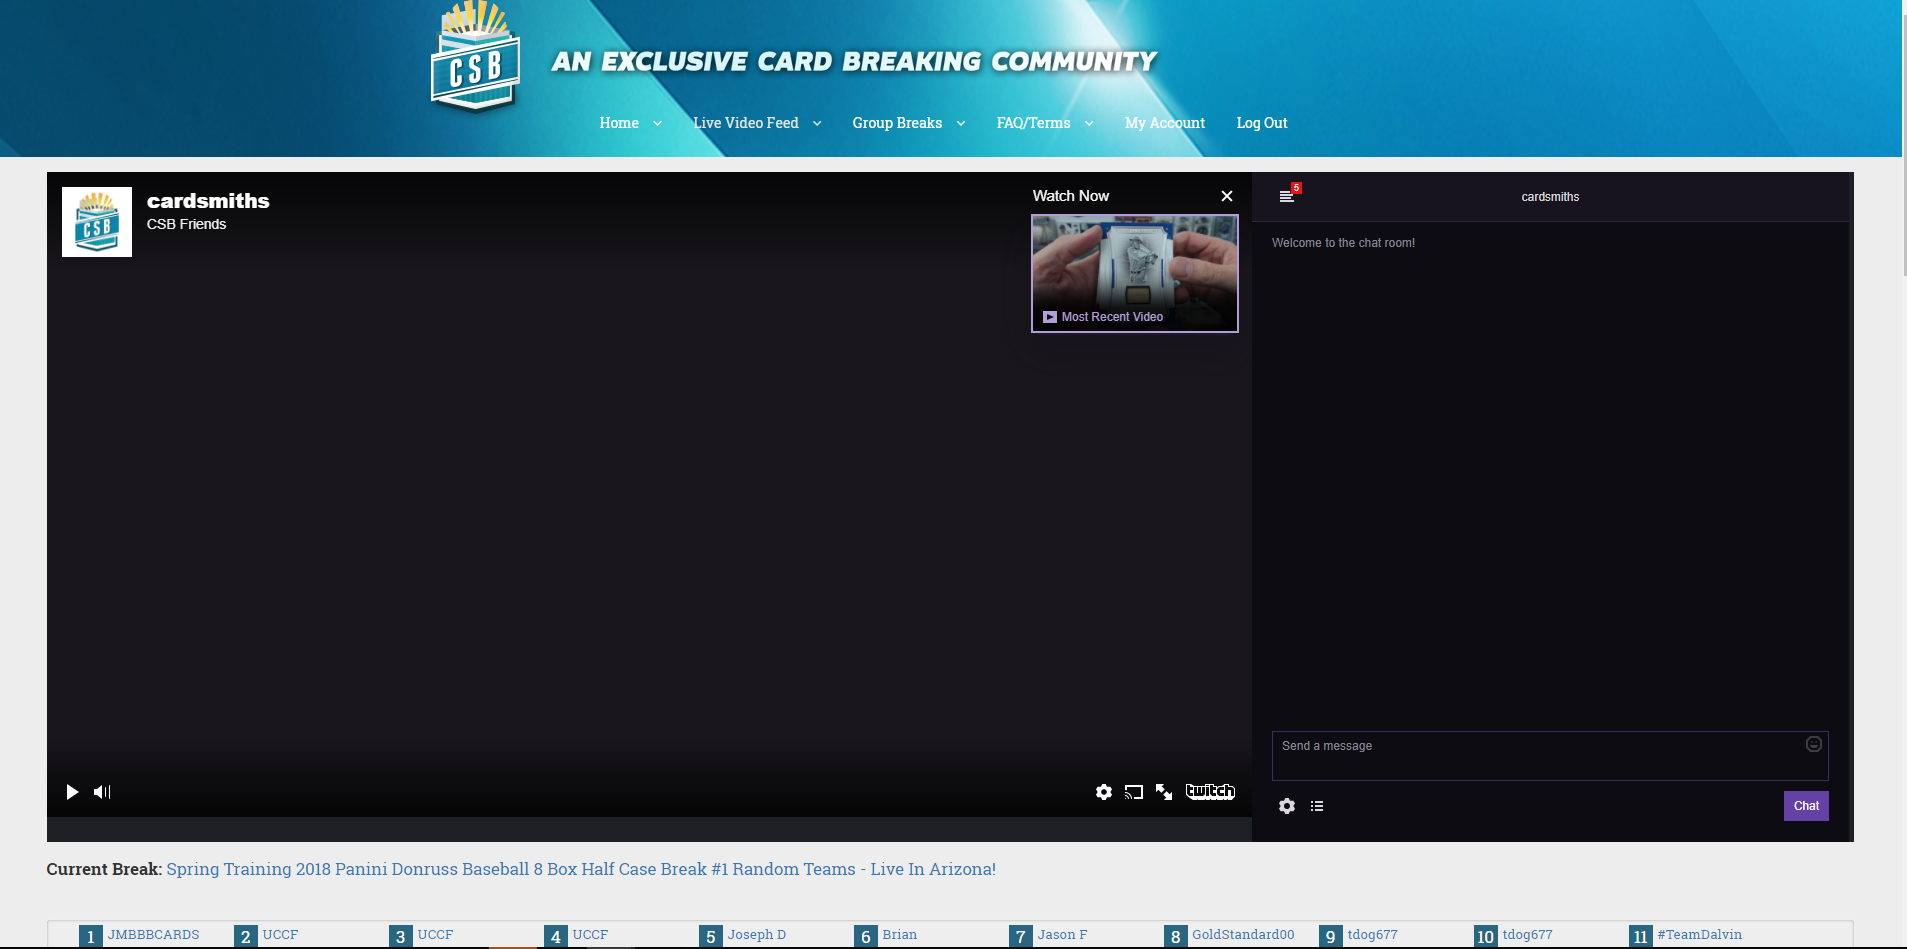 CSB
AN EXCLUSIVE CARD BREAKING COMMUNITY
Home Live Video Feed Group Breaks FAQ/Terms My Account Log Out
CSB
cardsmiths
CSB Friends
Watch Now
Most Recent Video
5
cardsmiths
Welcome to the chat room!
Send a message
Chat
twitch
Current Break: Spring Training 2018 Panini Donruss Baseball 8 Box Half Case Break #1 Random Teams - Live In Arizona!
1 JMBBBCARDS 2 UCCF 3 UCCF 4 UCCF 5 Joseph D 6 Brian 7 Jason F 8 GoldStandard00 9 tdog677 10 tdog677 11 #TeamDalvin